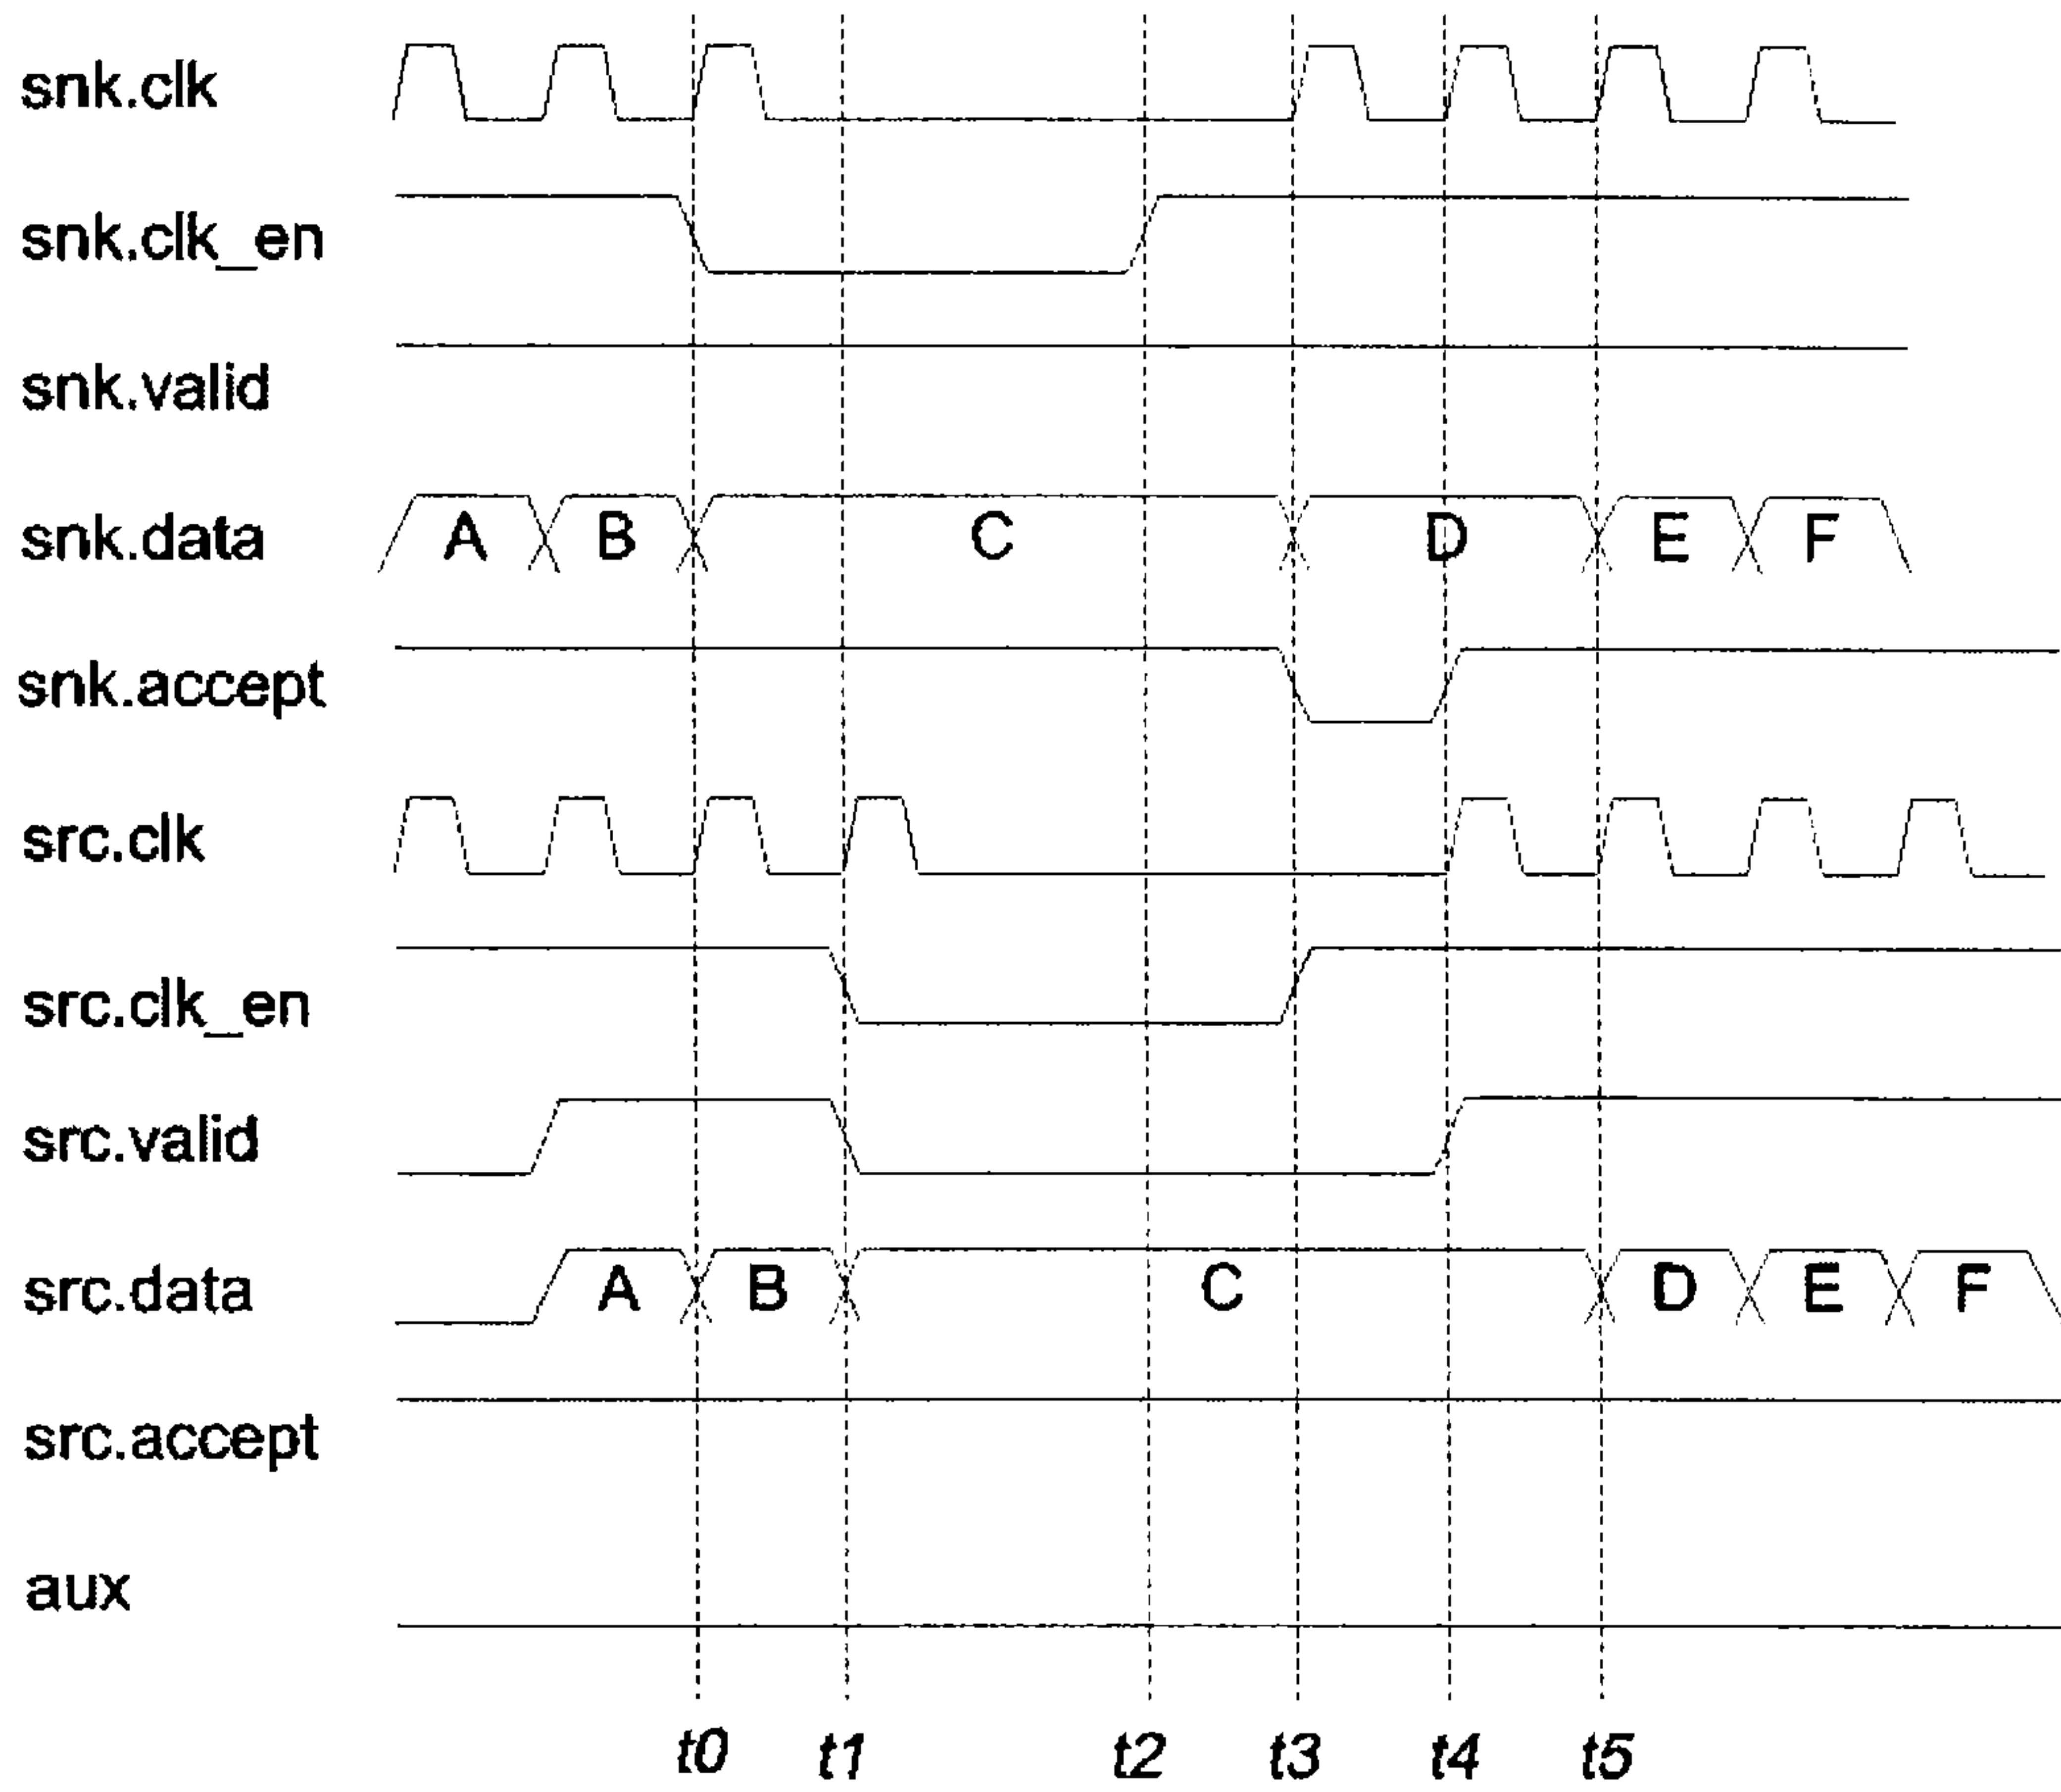 snk.clk
snk.clk_en
snk.valid
snk.data A B C D E F
snk.accept
src.clk
src.clk_en
src.valid
src.data A B C D E F
src.accept
aux
t0 t1 t2 t3 t4 t5